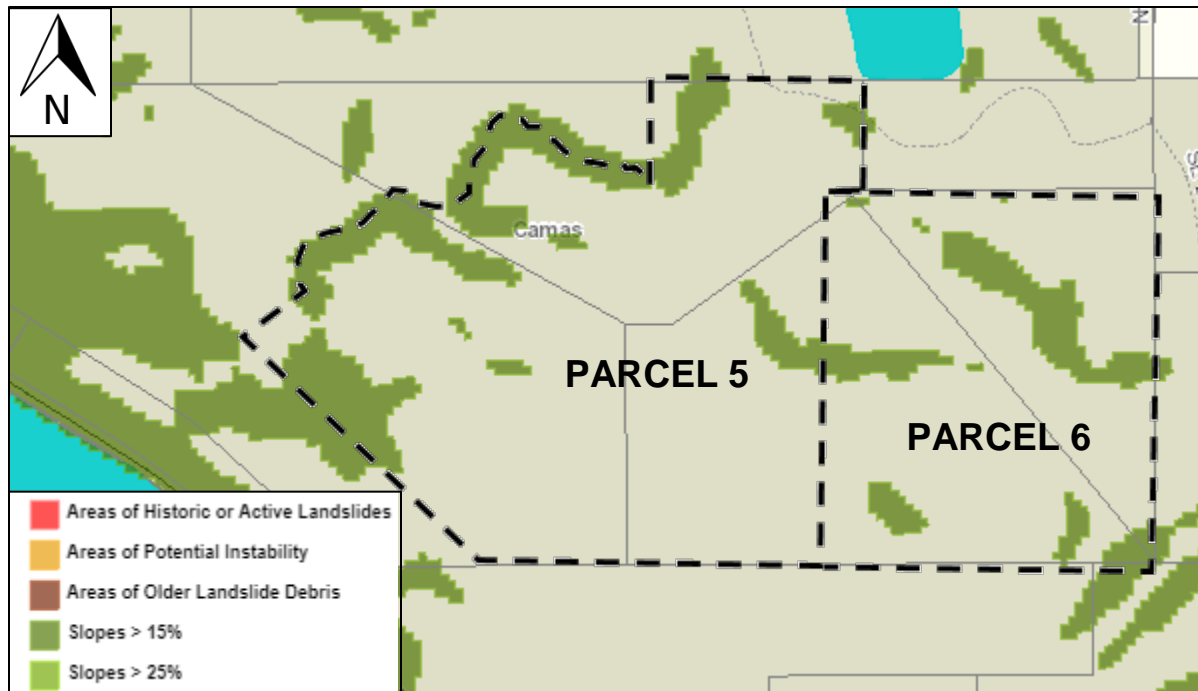 N
Camas
PARCEL 5
PARCEL 6
Areas of Historic or Active Landslides
Areas of Potential Instability
Areas of Older Landslide Debris
Slopes > 15%
Slopes > 25%